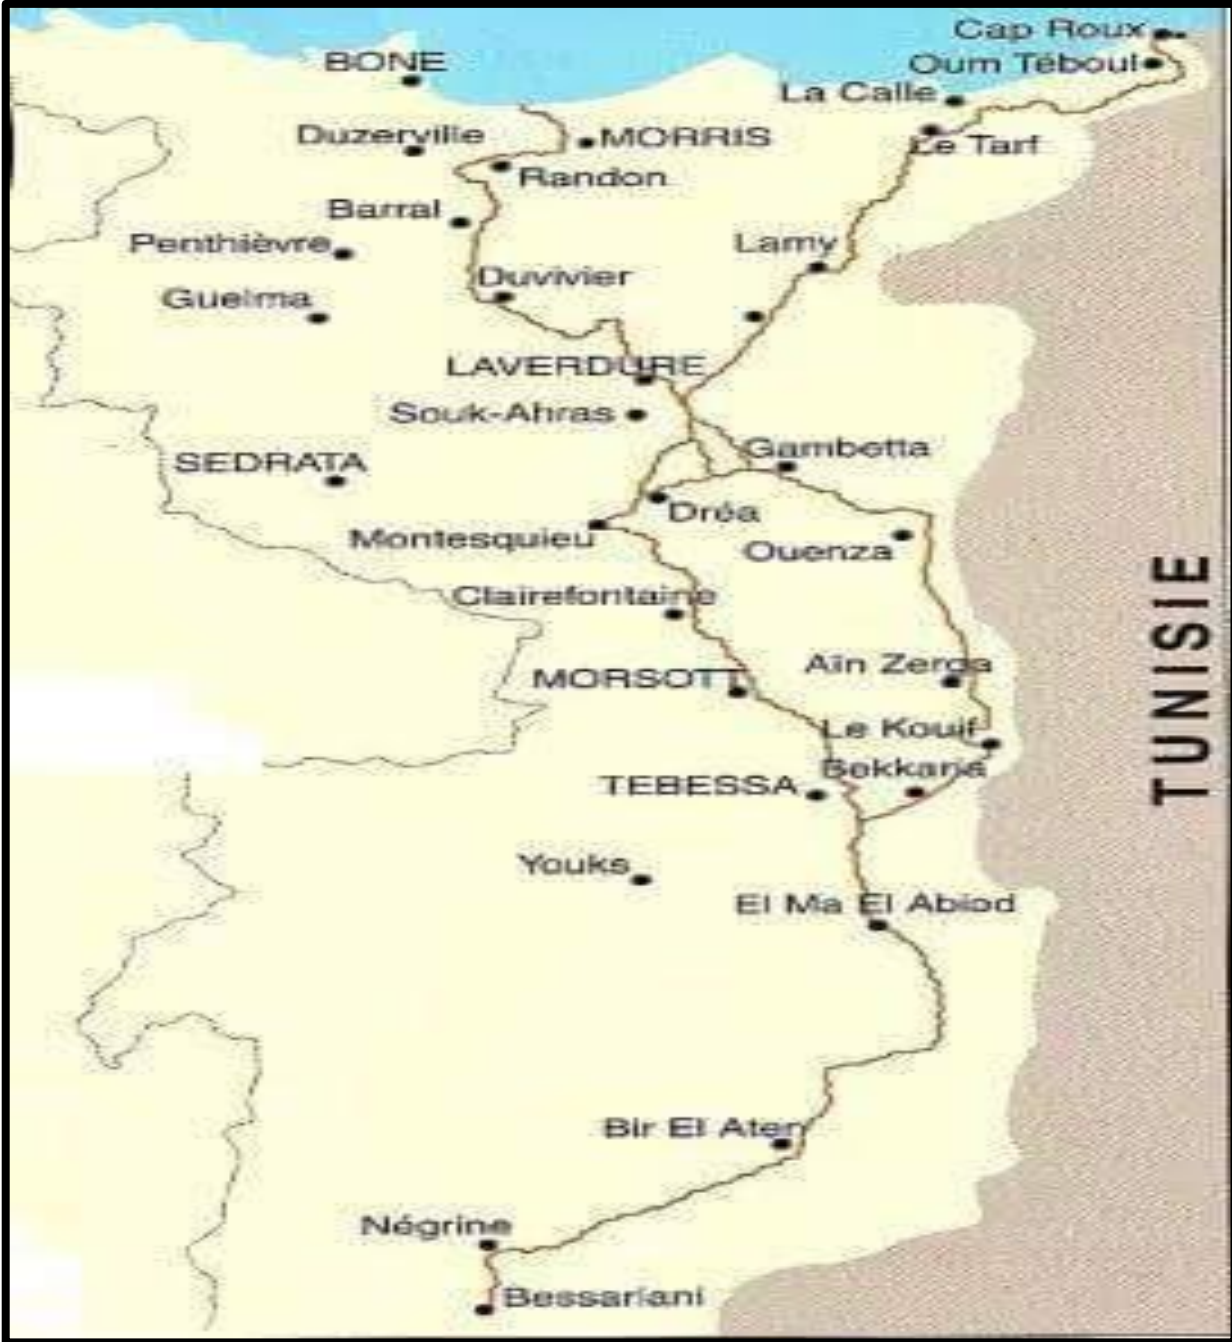 Cap Roux
BONE
Oum Téboul
La Calle
Duzerville
MORRIS
Le Tarf
Randon
Barral
Penthièvre
Lamy
Duvivier
Guelma
LAVERDURE
Souk-Ahras
Gambetta
SEDRATA
Dréa
Montesquieu
Ouenza
Clairefontaine
Aïn Zerga
MORSOTT
Le Kouif
Bekkaria
TEBESSA
TUNISIE
Youks
El Ma El Abiod
Bir El Ater
Négrine
Bessariani